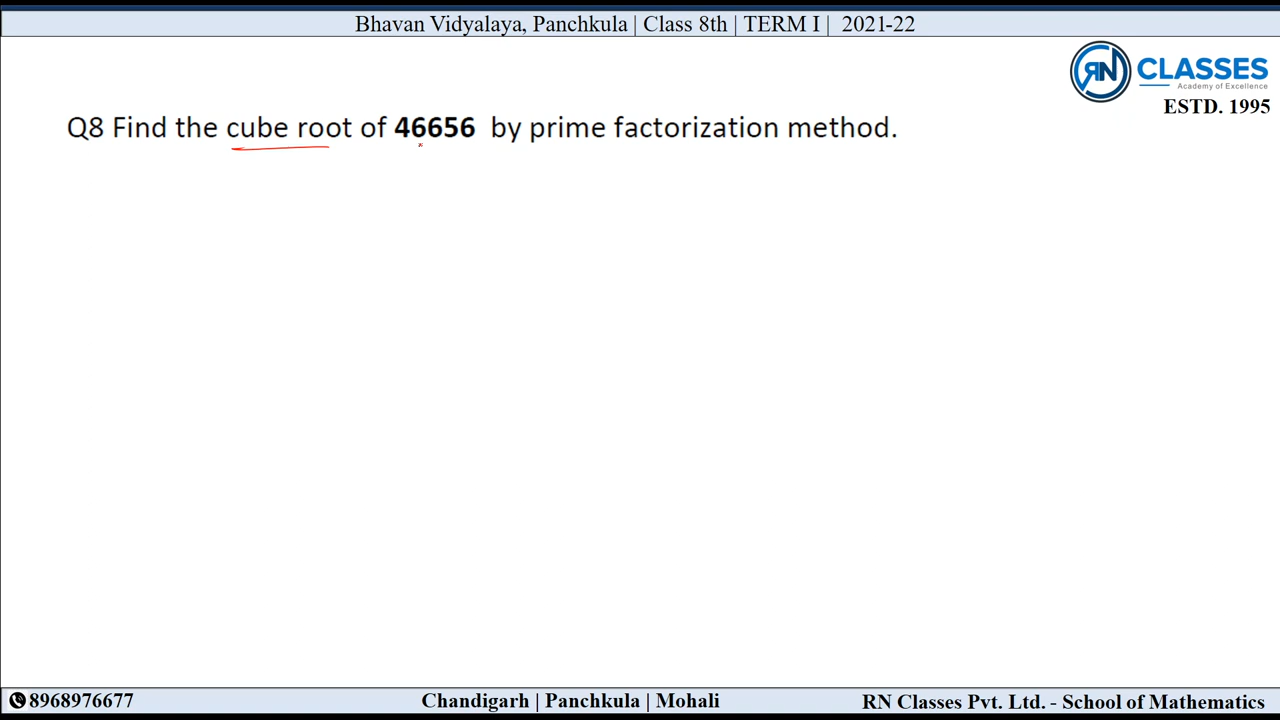 Bhavan Vidyalaya, Panchkula | Class 8th | TERM I | 2021-22
RN CLASSES
Academy of Excellence
ESTD. 1995
Q8 Find the cube root of 46656 by prime factorization method.
8968976677
Chandigarh | Panchkula | Mohali
RN Classes Pvt. Ltd. - School of Mathematics